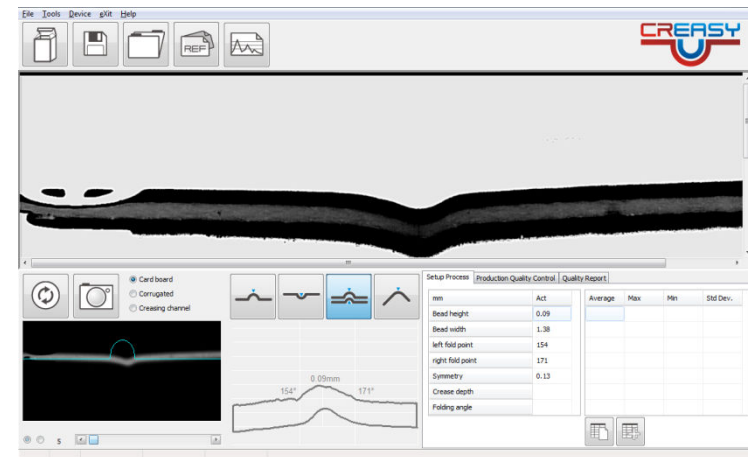 File Tools Device eXit Help
REF
CREASY
Card board
Corrugated
Creasing channel
s
0.09mm
154° 171°
Setup Process Production Quality Control Quality Report
mm Act Average Max Min Std Dev.
Bead height 0.09
Bead width 1.38
left fold point 154
right fold point 171
Symmetry 0.13
Crease depth
Folding angle